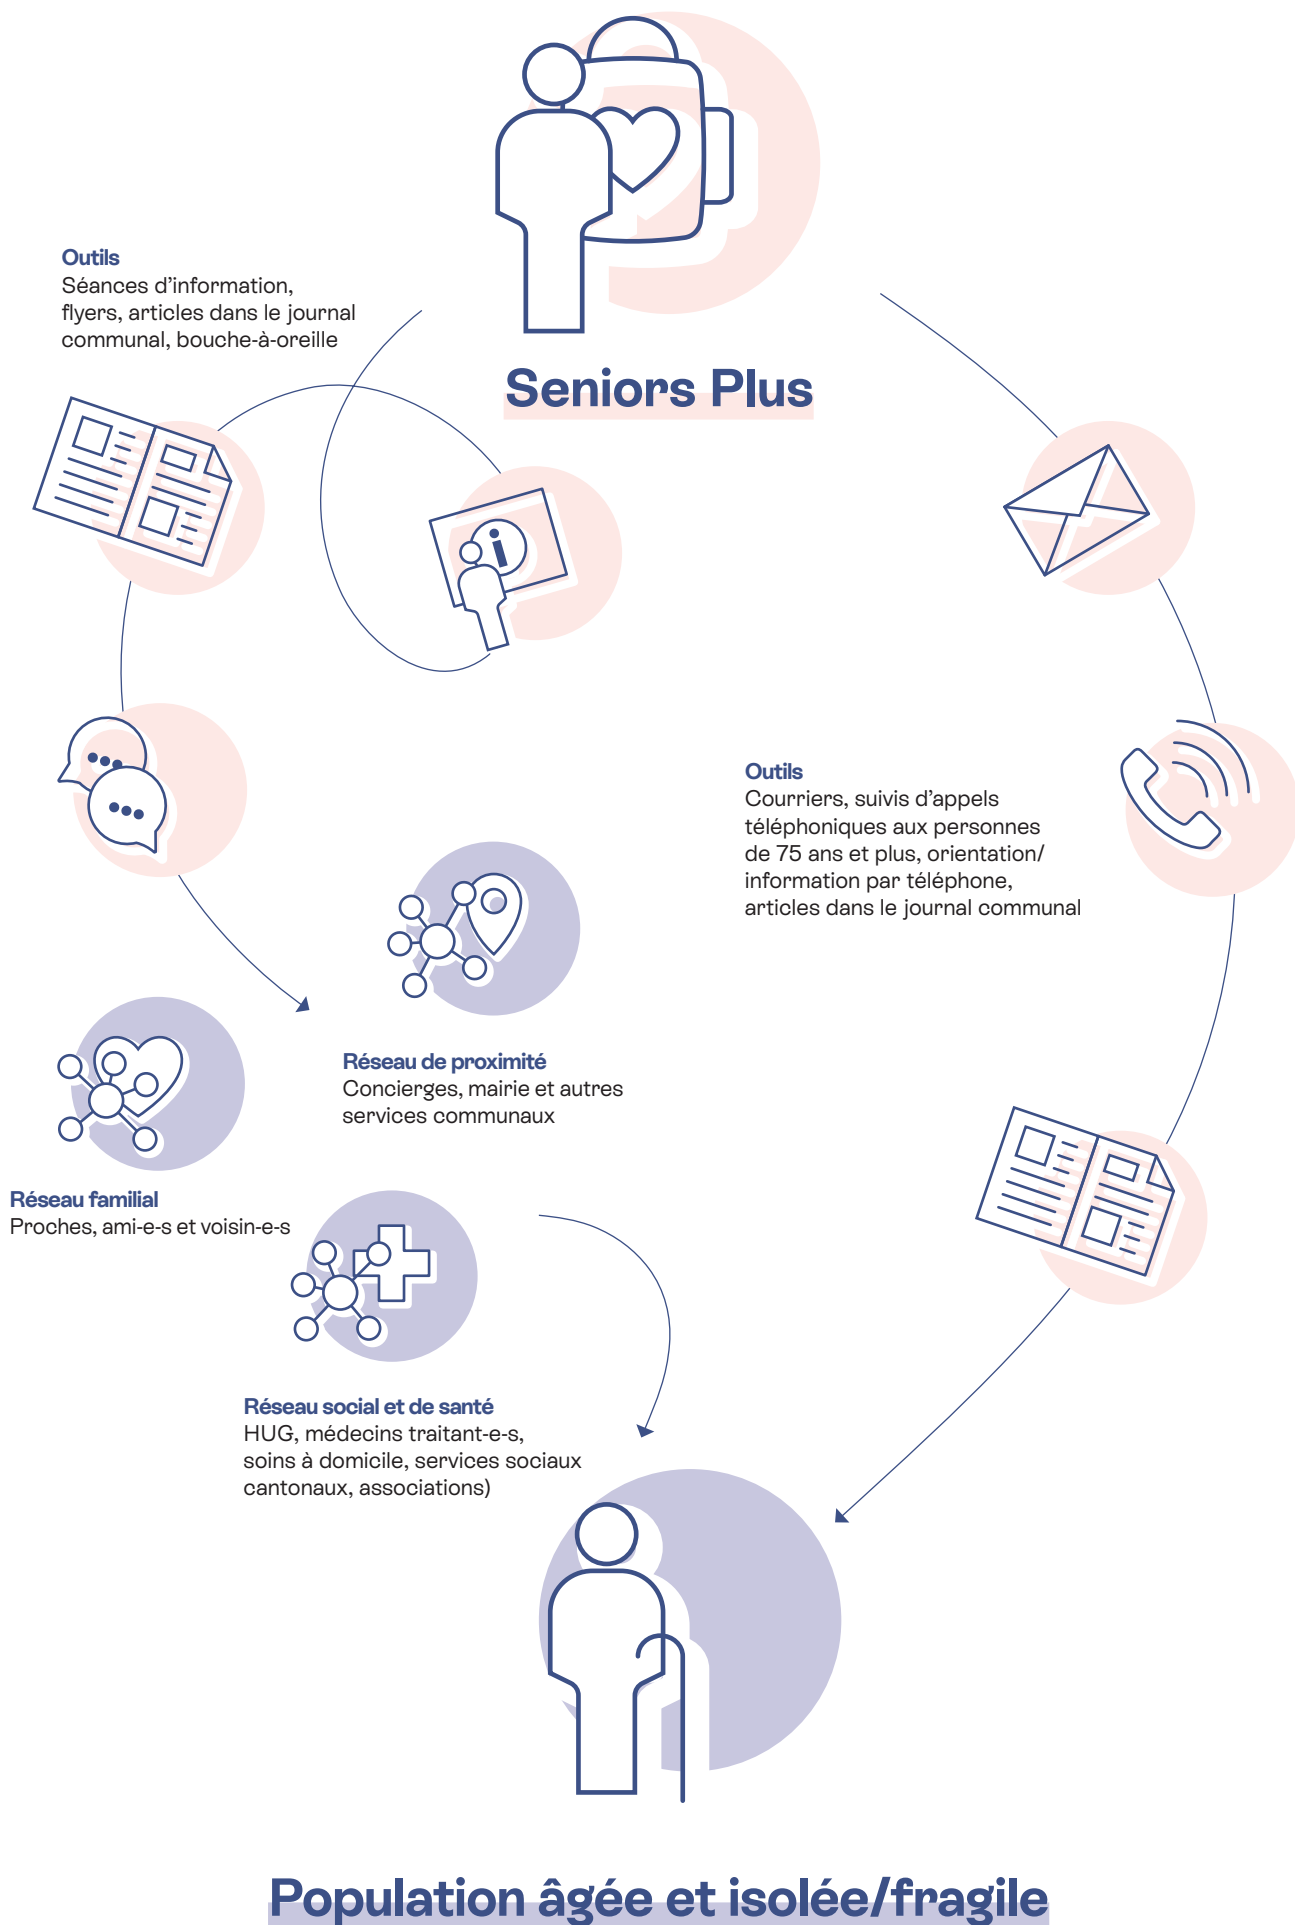 Outils
Séances d'information,
flyers, articles dans le journal
communal, bouche-à-oreille
Seniors Plus
Outils
Courriers, suivis d'appels
téléphoniques aux personnes
de 75 ans et plus, orientation/
information par téléphone,
articles dans le journal communal
Réseau de proximité
Concierges, mairie et autres
services communaux
Réseau familial
Proches, ami-e-s et voisin-e-s
Réseau social et de santé
HUG, médecins traitant-e-s,
soins à domicile, services sociaux
cantonaux, associations)
Population âgée et isolée/fragile